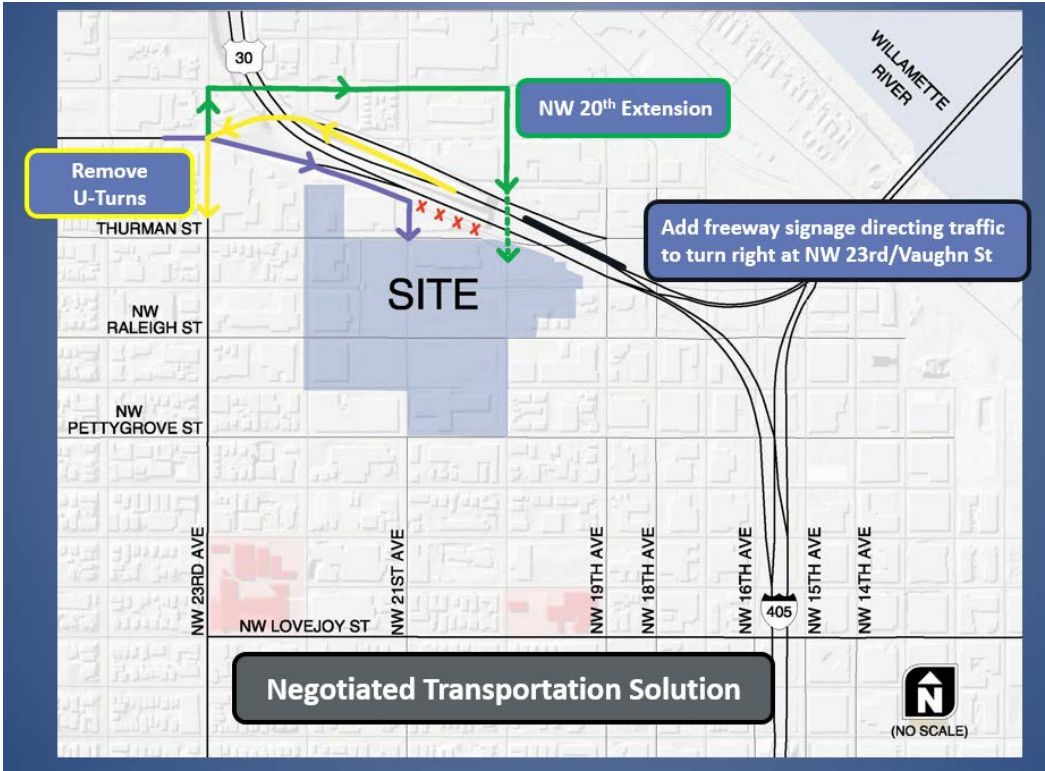 30
WILLAMETTE
RIVER
NW 20th Extension
Remove
U-Turns
THURMAN ST
Add freeway signage directing traffic
to turn right at NW 23rd/Vaughn St
x x x x
SITE
NW
RALEIGH ST
NW
PETTYGROVE ST
NW 23RD AVE
NW 21ST AVE
NW 19TH AVE
NW 18TH AVE
NW 16TH AVE
NW 15TH AVE
NW 14TH AVE
405
NW LOVEJOY ST
Negotiated Transportation Solution
N
(NO SCALE)